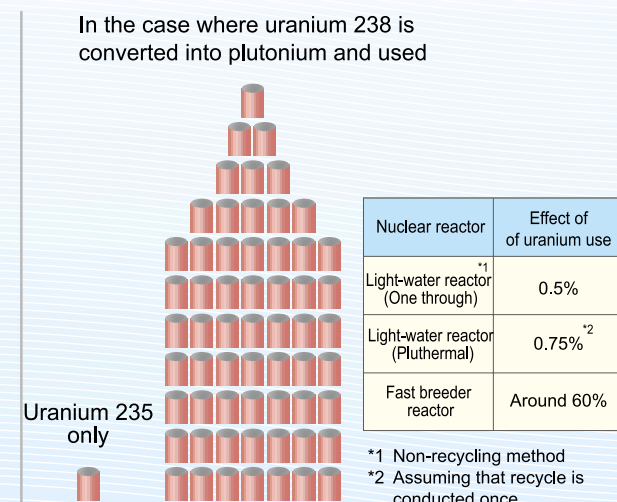 In the case where uranium 238 is
converted into plutonium and used
Nuclear reactor
Effect of
of uranium use
Light-water reactor *1
(One through)
0.5%
Light-water reactor
(Pluthermal)
0.75%*2
Fast breeder
reactor
Around 60%
Uranium 235
only
*1 Non-recycling method
*2 Assuming that recycle is
conducted once